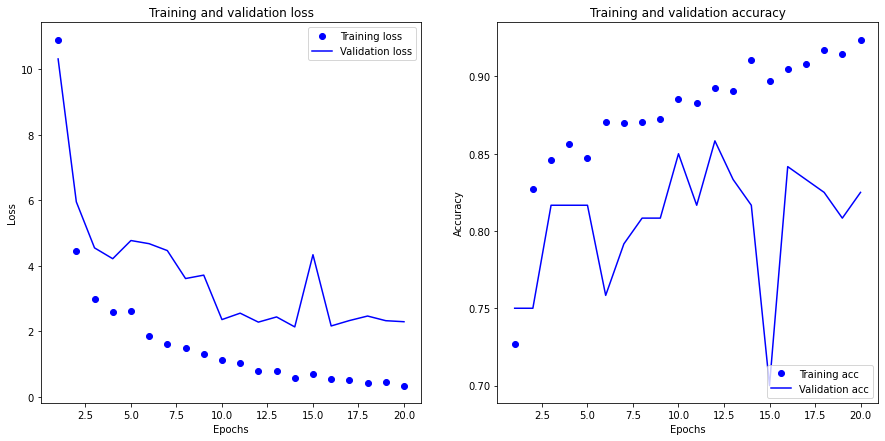 Training and validation loss
Training loss
Validation loss
Loss
10
8
6
4
2
0
2.5 5.0 7.5 10.0 12.5 15.0 17.5 20.0
Epochs
Training and validation accuracy
Accuracy
0.90
0.85
0.80
0.75
0.70
Training acc
Validation acc
2.5 5.0 7.5 10.0 12.5 15.0 17.5 20.0
Epochs